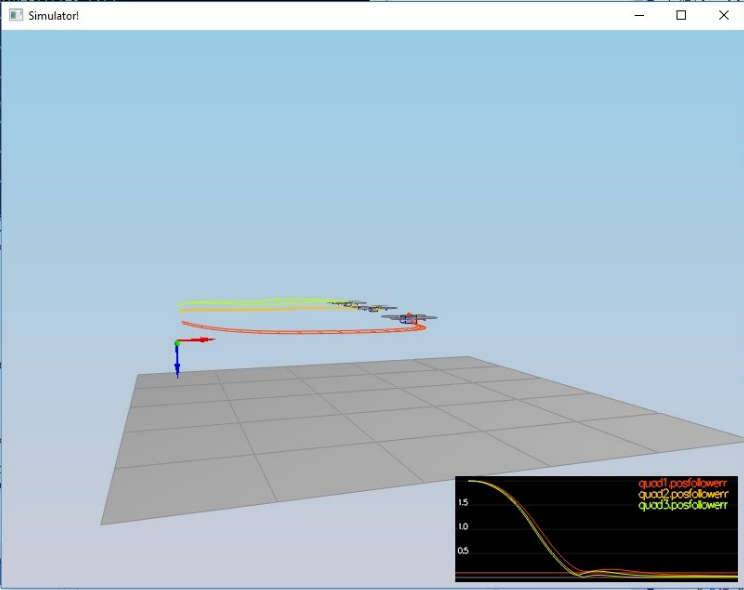 Simulator!
quad1.posfollowerr
quad2.posfollowerr
quad3.posfollowerr
1.5
1.0
0.5